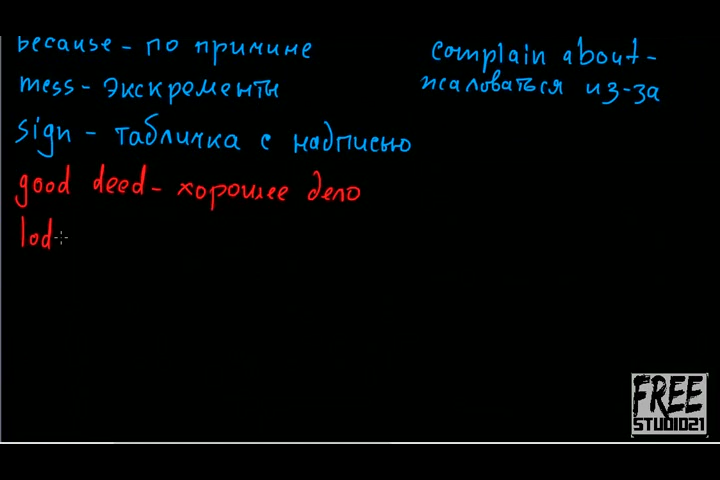 because - по причине
mess - экскременты
sign - табличка с надписью
good deed - хорошее дело
lod
complain about -
жаловаться из-за
FREE
STUDIO21